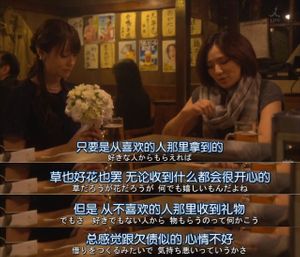 只要是从喜欢的人那里拿到的
好きな人からもらえれば
草也好花也罢 无论收到什么都会很开心的
草だろうが花だろうが 何でも嬉しいもんだよね
但是 从不喜欢的人那里收到礼物
でもさ 好きでもない人から 物もらうのって何かこう
总感觉跟欠债似的 心情不好
借りをつくるみたいで 気持ち悪いっていうかさ